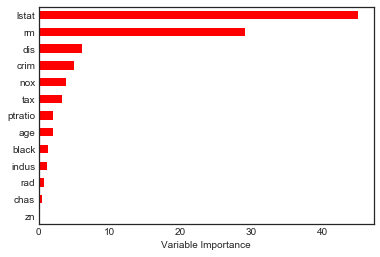 lstat
rm
dis
crim
nox
tax
ptratio
age
black
indus
rad
chas
zn
0 10 20 30 40
Variable Importance